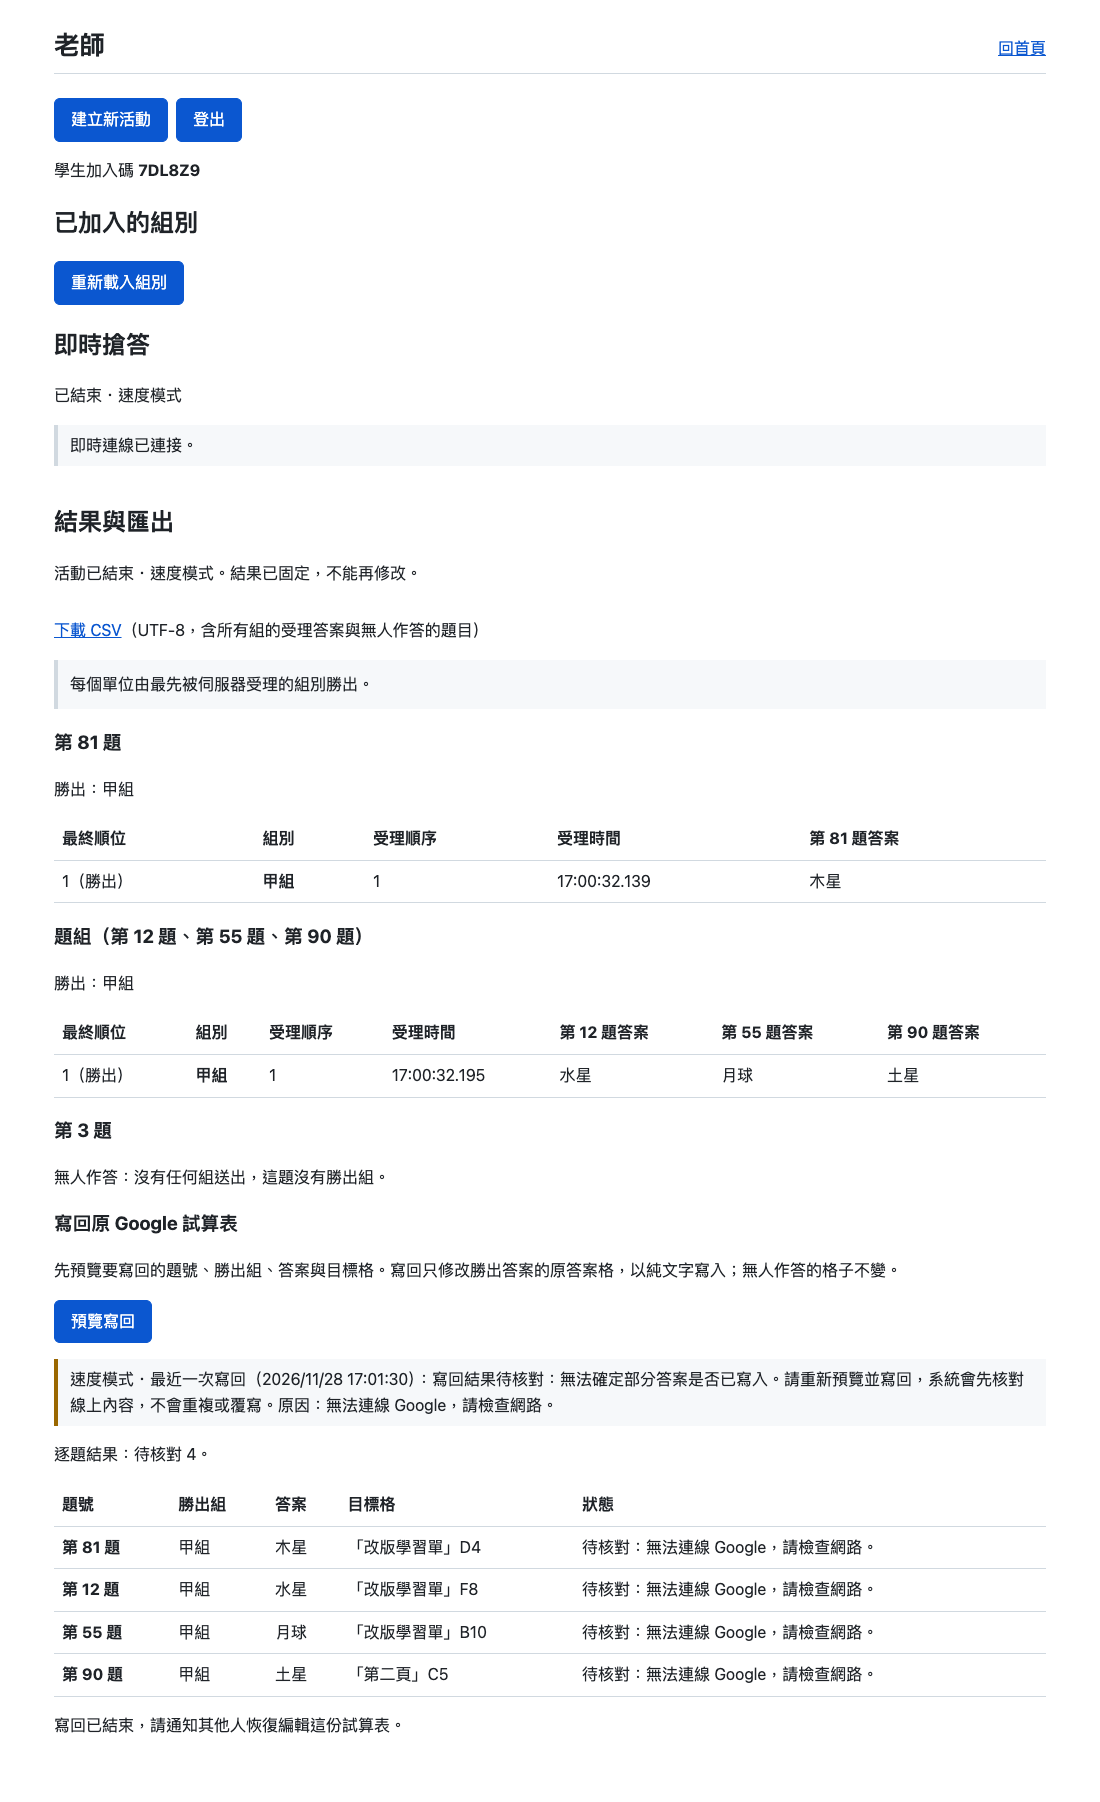 老師
回首頁
建立新活動
登出
學生加入碼 7DL8Z9
已加入的組別
重新載入組別
即時搶答
已結束・速度模式
即時連線已連接。
結果與匯出
活動已結束・速度模式。結果已固定，不能再修改。
下載 CSV（UTF-8，含所有組的受理答案與無人作答的題目）
每個單位由最先被伺服器受理的組別勝出。
第 81 題
勝出：甲組
最終順位 組別 受理順序 受理時間 第 81 題答案
1（勝出） 甲組 1 17:00:32.139 木星
題組（第 12 題、第 55 題、第 90 題）
勝出：甲組
最終順位 組別 受理順序 受理時間 第 12 題答案 第 55 題答案 第 90 題答案
1（勝出） 甲組 1 17:00:32.195 水星 月球 土星
第 3 題
無人作答：沒有任何組送出，這題沒有勝出組。
寫回原 Google 試算表
先預覽要寫回的題號、勝出組、答案與目標格。寫回只修改勝出答案的原答案格，以純文字寫入；無人作答的格子不變。
預覽寫回
速度模式・最近一次寫回（2026/11/28 17:01:30）：寫回結果待核對：無法確定部分答案是否已寫入。請重新預覽並寫回，系統會先核對
線上內容，不會重複或覆寫。原因：無法連線 Google，請檢查網路。
逐題結果：待核對 4。
題號 勝出組 答案 目標格 狀態
第 81 題 甲組 木星 「改版學習單」D4 待核對：無法連線 Google，請檢查網路。
第 12 題 甲組 水星 「改版學習單」F8 待核對：無法連線 Google，請檢查網路。
第 55 題 甲組 月球 「改版學習單」B10 待核對：無法連線 Google，請檢查網路。
第 90 題 甲組 土星 「第二頁」C5 待核對：無法連線 Google，請檢查網路。
寫回已結束，請通知其他人恢復編輯這份試算表。